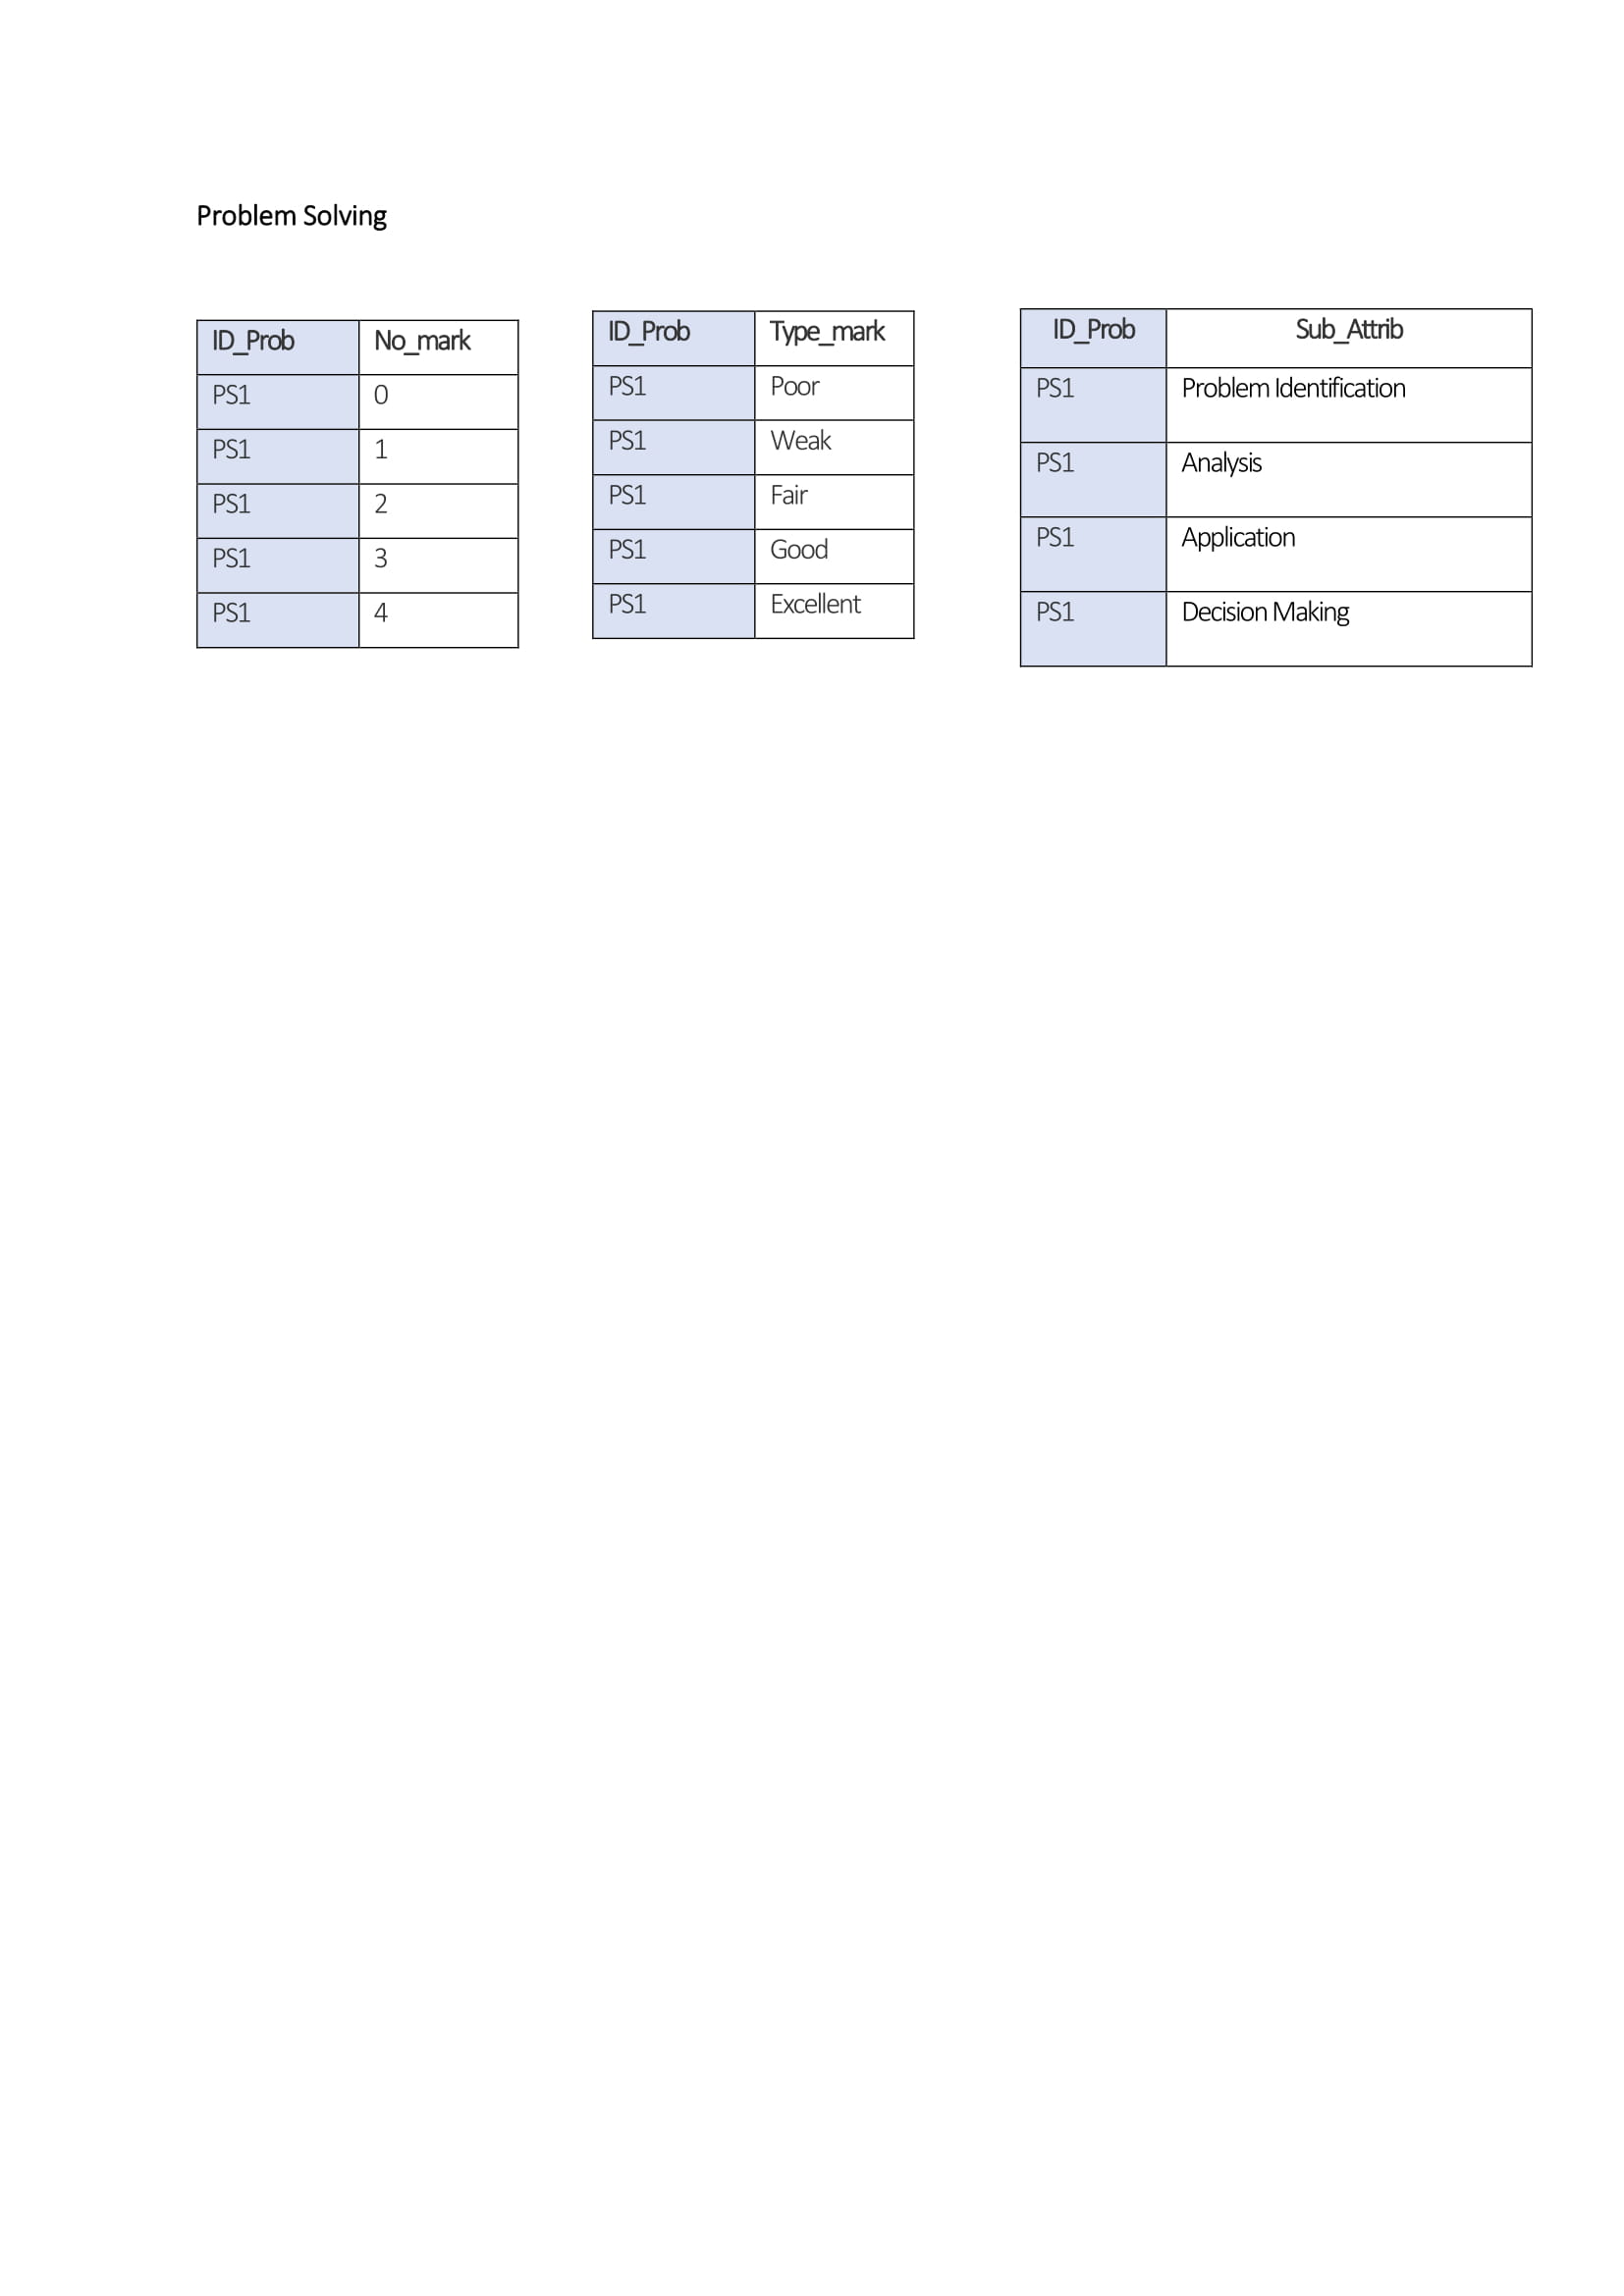 Problem Solving
ID_Prob No_mark
PS1 0
PS1 1
PS1 2
PS1 3
PS1 4
ID_Prob Type_mark
PS1 Poor
PS1 Weak
PS1 Fair
PS1 Good
PS1 Excellent
ID_Prob Sub_Attrib
PS1 Problem Identification
PS1 Analysis
PS1 Application
PS1 Decision Making